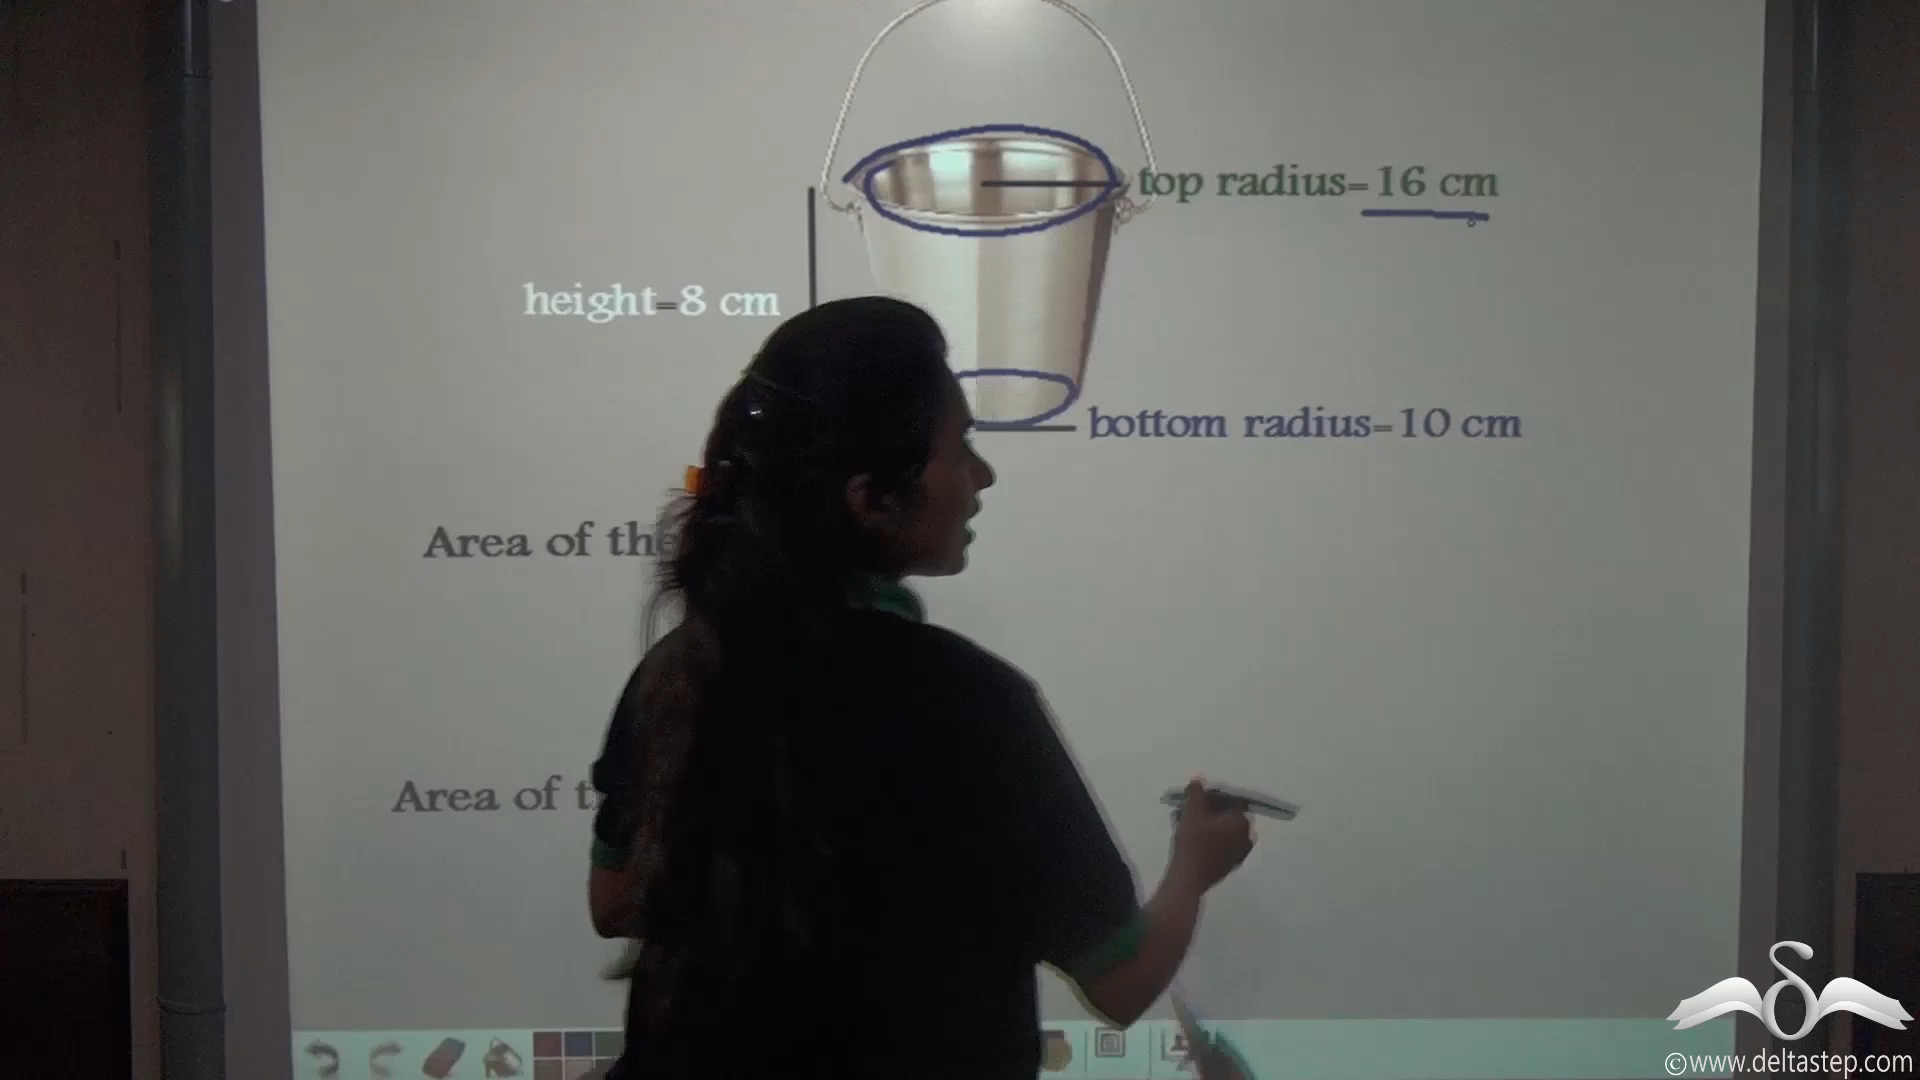 top radius=16 cm
height=8 cm
bottom radius=10 cm
Area of the
Area of
©www.deltastep.com